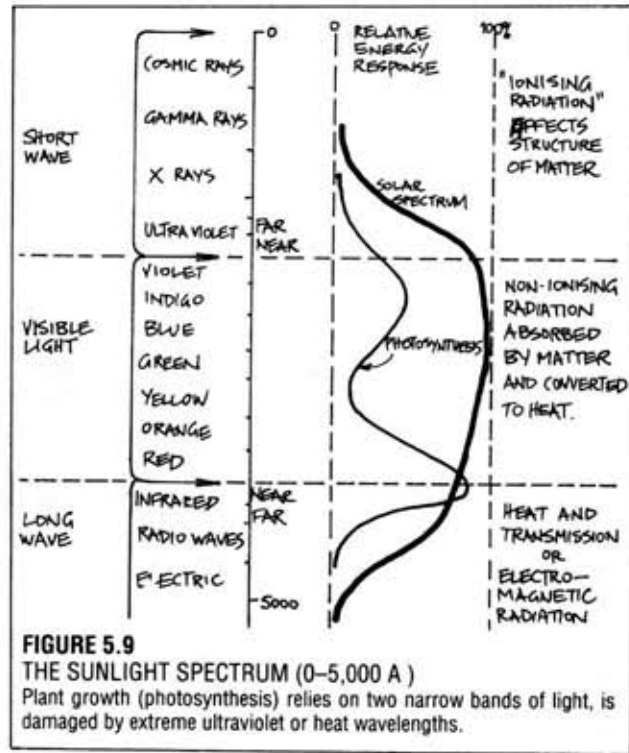 0
0
RELATIVE
ENERGY
RESPONSE
100%
COSMIC RAYS
GAMMA RAYS
SHORT
WAVE
X RAYS
ULTRA VIOLET
FAR
NEAR
"IONISING
RADIATION"
AFFECTS
STRUCTURE
OF MATTER
SOLAR
SPECTRUM
VISIBLE
LIGHT
VIOLET
INDIGO
BLUE
GREEN
YELLOW
ORANGE
RED
PHOTOSYNTHESIS
NON-IONISING
RADIATION
ABSORBED
BY MATTER
AND CONVERTED
TO HEAT.
LONG
WAVE
INFRARED
RADIO WAVES
ELECTRIC
NEAR
FAR
5000
HEAT AND
TRANSMISSION
OR
ELECTRO-
MAGNETIC
RADIATION
FIGURE 5.9
THE SUNLIGHT SPECTRUM (0–5,000 A )
Plant growth (photosynthesis) relies on two narrow bands of light, is
damaged by extreme ultraviolet or heat wavelengths.